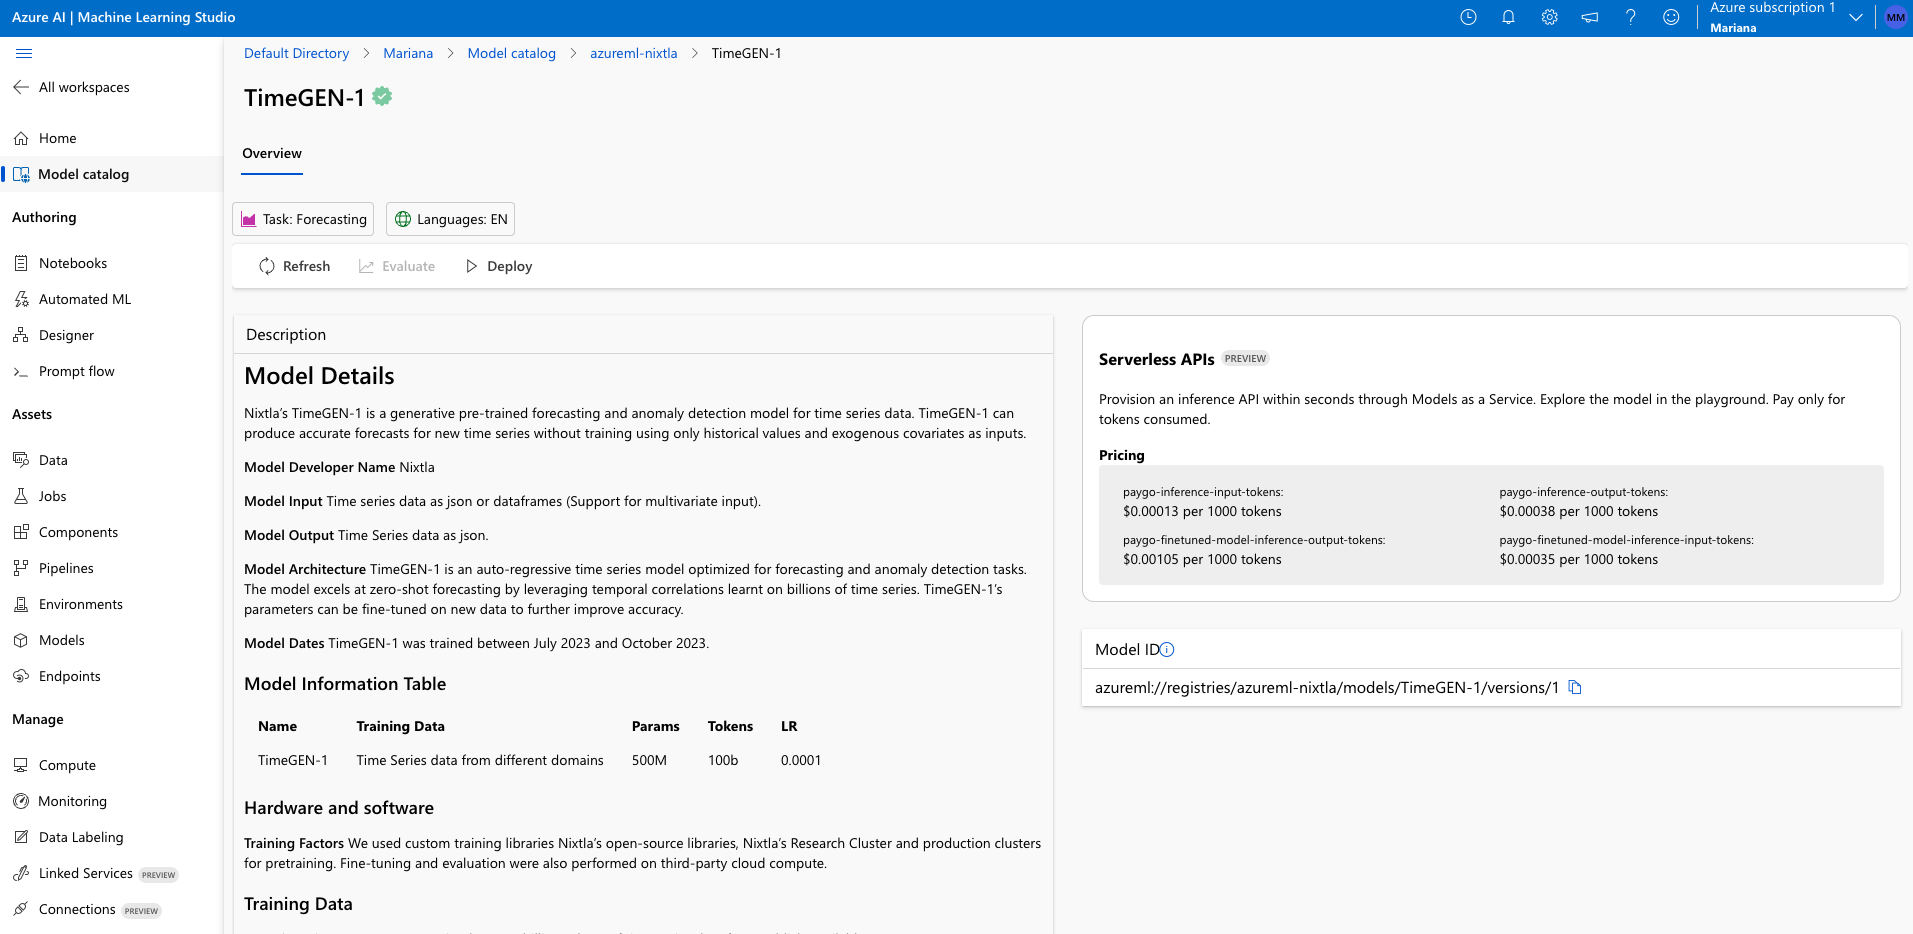 Azure AI | Machine Learning Studio
Azure subscription 1
Mariana
MM
All workspaces
Home
Model catalog
Authoring
Notebooks
Automated ML
Designer
Prompt flow
Assets
Data
Jobs
Components
Pipelines
Environments
Models
Endpoints
Manage
Compute
Monitoring
Data Labeling
Linked Services PREVIEW
Connections PREVIEW
Default Directory > Mariana > Model catalog > azureml-nixtla > TimeGEN-1
TimeGEN-1
Overview
Task: Forecasting Languages: EN
Refresh Evaluate Deploy
Description
Model Details
Nixtla’s TimeGEN-1 is a generative pre-trained forecasting and anomaly detection model for time series data. TimeGEN-1 can
produce accurate forecasts for new time series without training using only historical values and exogenous covariates as inputs.
Model Developer Name Nixtla
Model Input Time series data as json or dataframes (Support for multivariate input).
Model Output Time Series data as json.
Model Architecture TimeGEN-1 is an auto-regressive time series model optimized for forecasting and anomaly detection tasks.
The model excels at zero-shot forecasting by leveraging temporal correlations learnt on billions of time series. TimeGEN-1’s
parameters can be fine-tuned on new data to further improve accuracy.
Model Dates TimeGEN-1 was trained between July 2023 and October 2023.
Model Information Table
Name Training Data Params Tokens LR
TimeGEN-1 Time Series data from different domains 500M 100b 0.0001
Hardware and software
Training Factors We used custom training libraries Nixtla’s open-source libraries, Nixtla’s Research Cluster and production clusters
for pretraining. Fine-tuning and evaluation were also performed on third-party cloud compute.
Training Data
Serverless APIs PREVIEW
Provision an inference API within seconds through Models as a Service. Explore the model in the playground. Pay only for
tokens consumed.
Pricing
paygo-inference-input-tokens:
$0.00013 per 1000 tokens
paygo-inference-output-tokens:
$0.00038 per 1000 tokens
paygo-finetuned-model-inference-output-tokens:
$0.00105 per 1000 tokens
paygo-finetuned-model-inference-input-tokens:
$0.00035 per 1000 tokens
Model ID
azureml://registries/azureml-nixtla/models/TimeGEN-1/versions/1